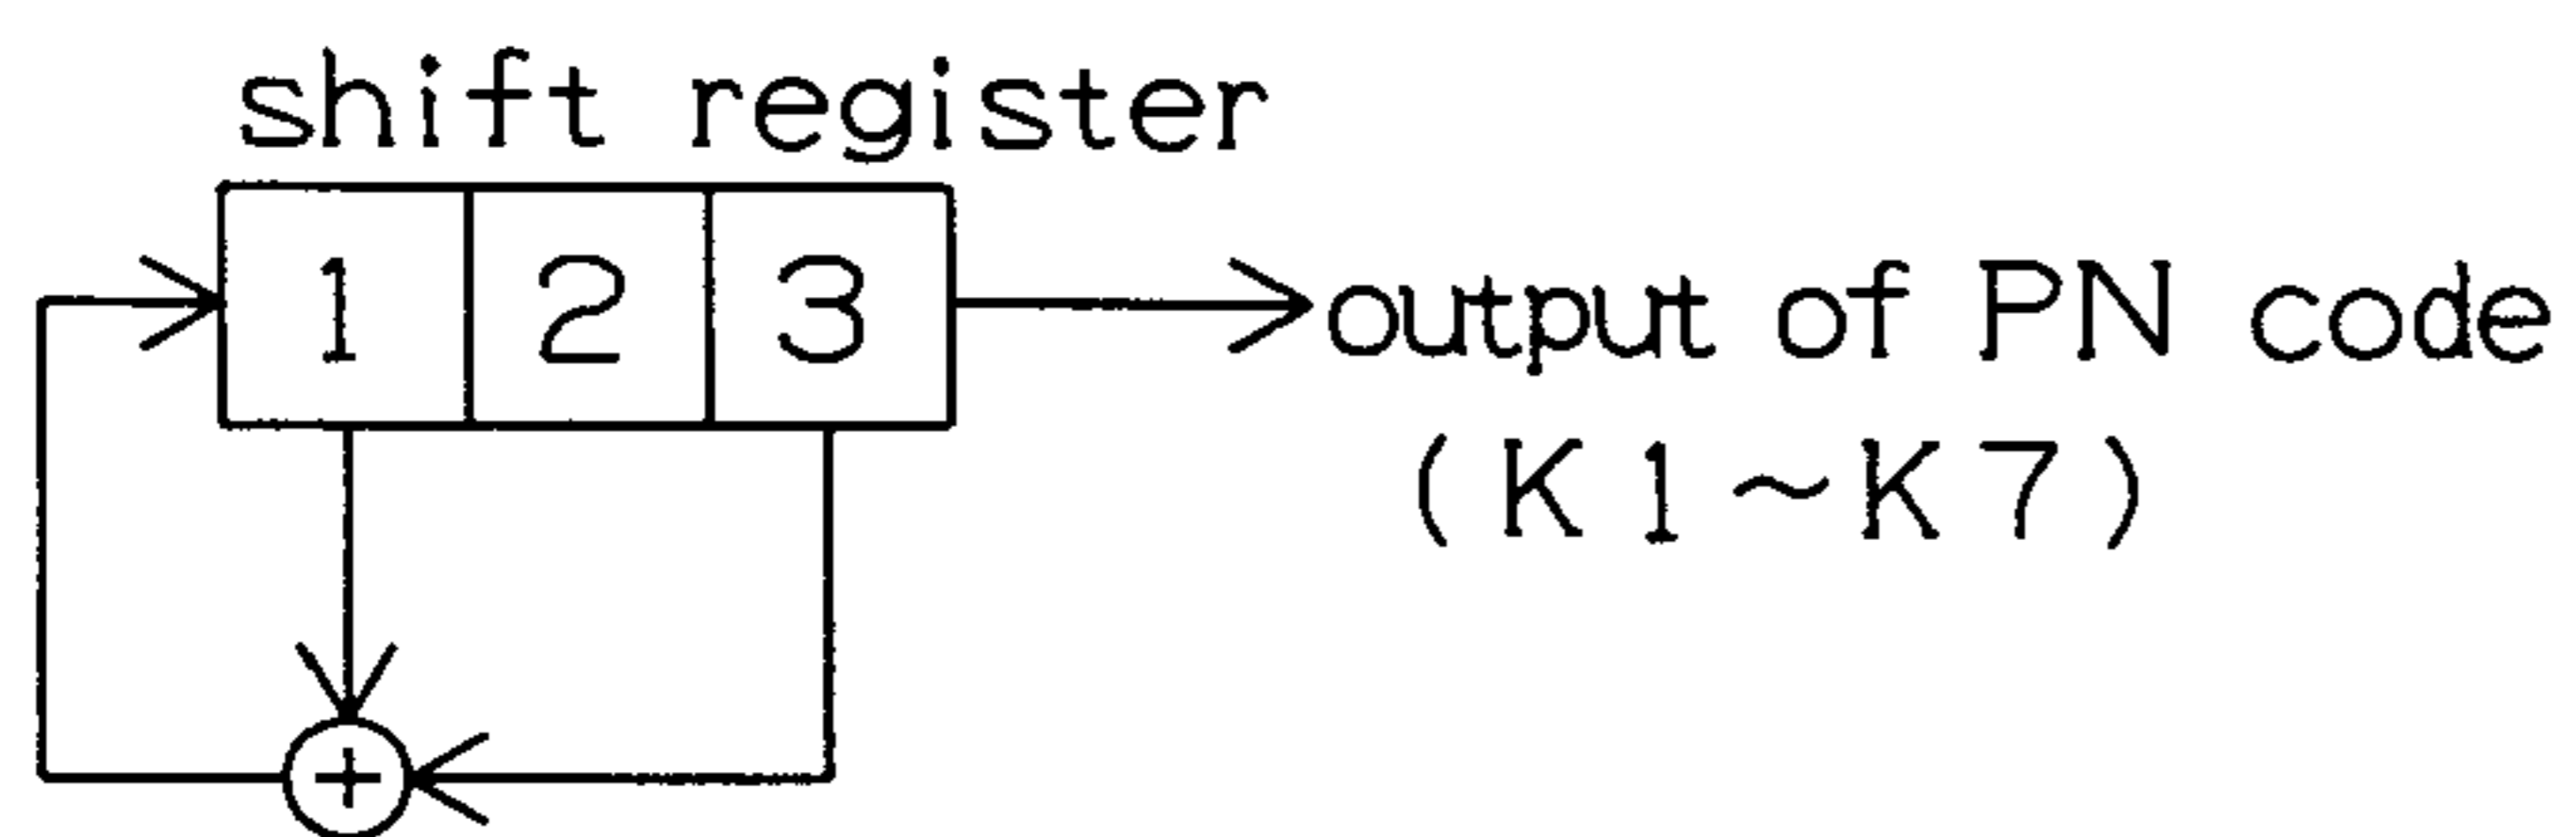 shift register
1 2 3
output of PN code
(K1~K7)
+